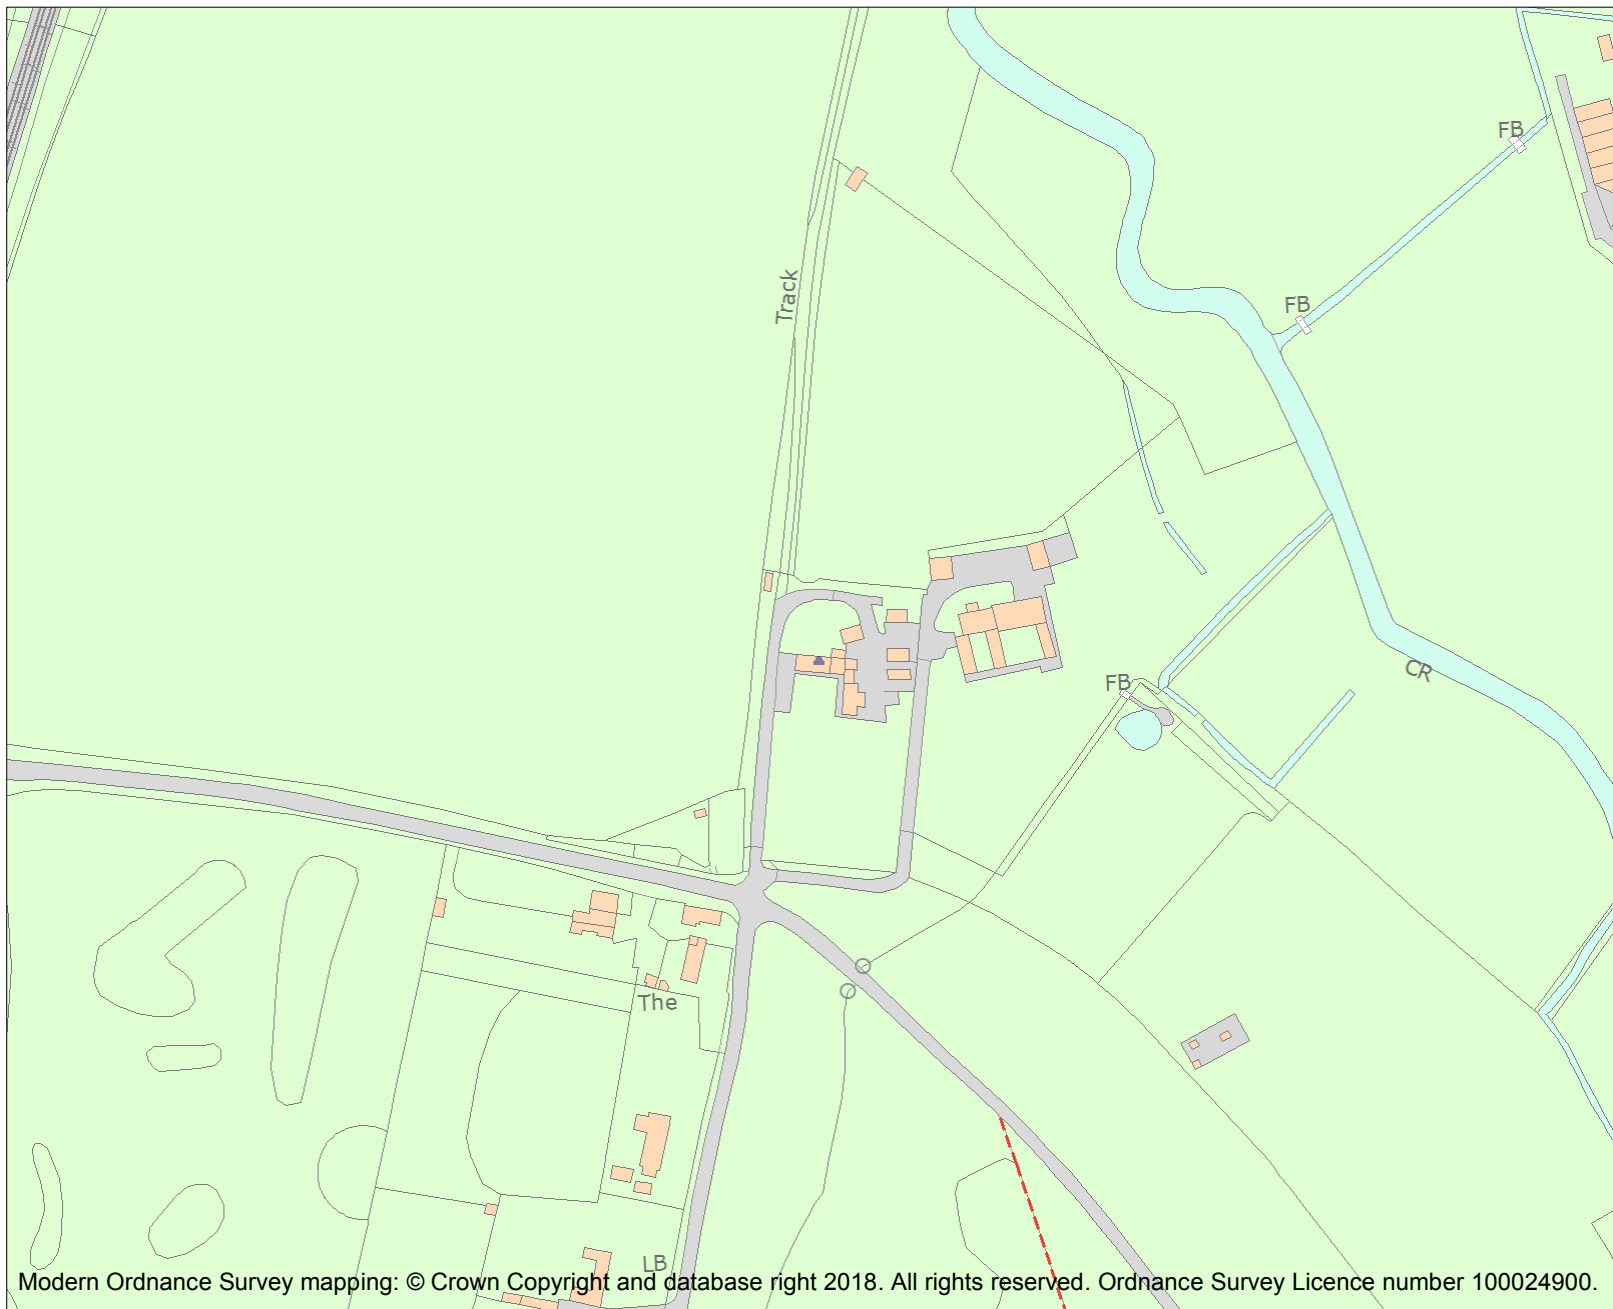 FB
Track
FB
CR
FB
The
LB
Modern Ordnance Survey mapping: © Crown Copyright and database right 2018. All rights reserved. Ordnance Survey Licence number 100024900.